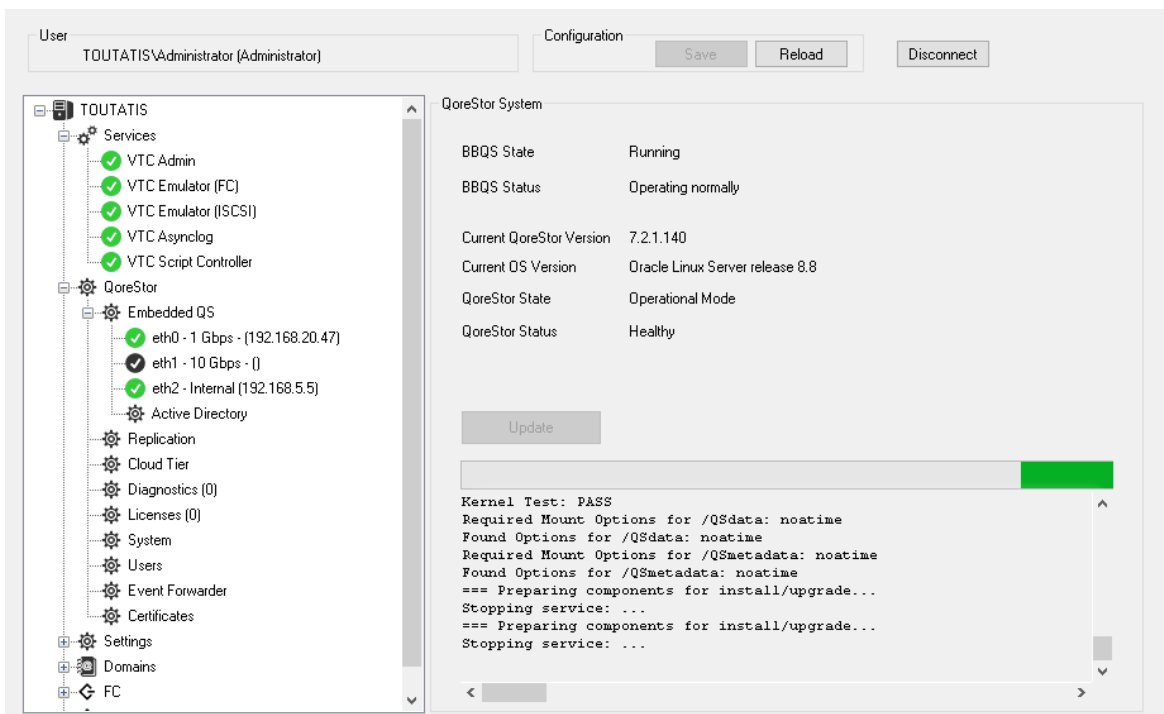 User
TOUTATIS\Administrator (Administrator)
Configuration
Save
Reload
Disconnect
TOUTATIS
Services
VTC Admin
VTC Emulator (FC)
VTC Emulator (ISCSI)
VTC Asynclog
VTC Script Controller
QoreStor
Embedded QS
eth0 - 1 Gbps - (192.168.20.47)
eth1 - 10 Gbps - ()
eth2 - Internal (192.168.5.5)
Active Directory
Replication
Cloud Tier
Diagnostics (0)
Licenses (0)
System
Users
Event Forwarder
Certificates
Settings
Domains
FC
QoreStor System
BBQS State Running
BBQS Status Operating normally
Current QoreStor Version 7.2.1.140
Current OS Version Oracle Linux Server release 8.8
QoreStor State Operational Mode
QoreStor Status Healthy
Update
Kernel Test: PASS
Required Mount Options for /QSdata: noatime
Found Options for /QSdata: noatime
Required Mount Options for /QSmetadata: noatime
Found Options for /QSmetadata: noatime
=== Preparing components for install/upgrade...
Stopping service: ...
=== Preparing components for install/upgrade...
Stopping service: ...